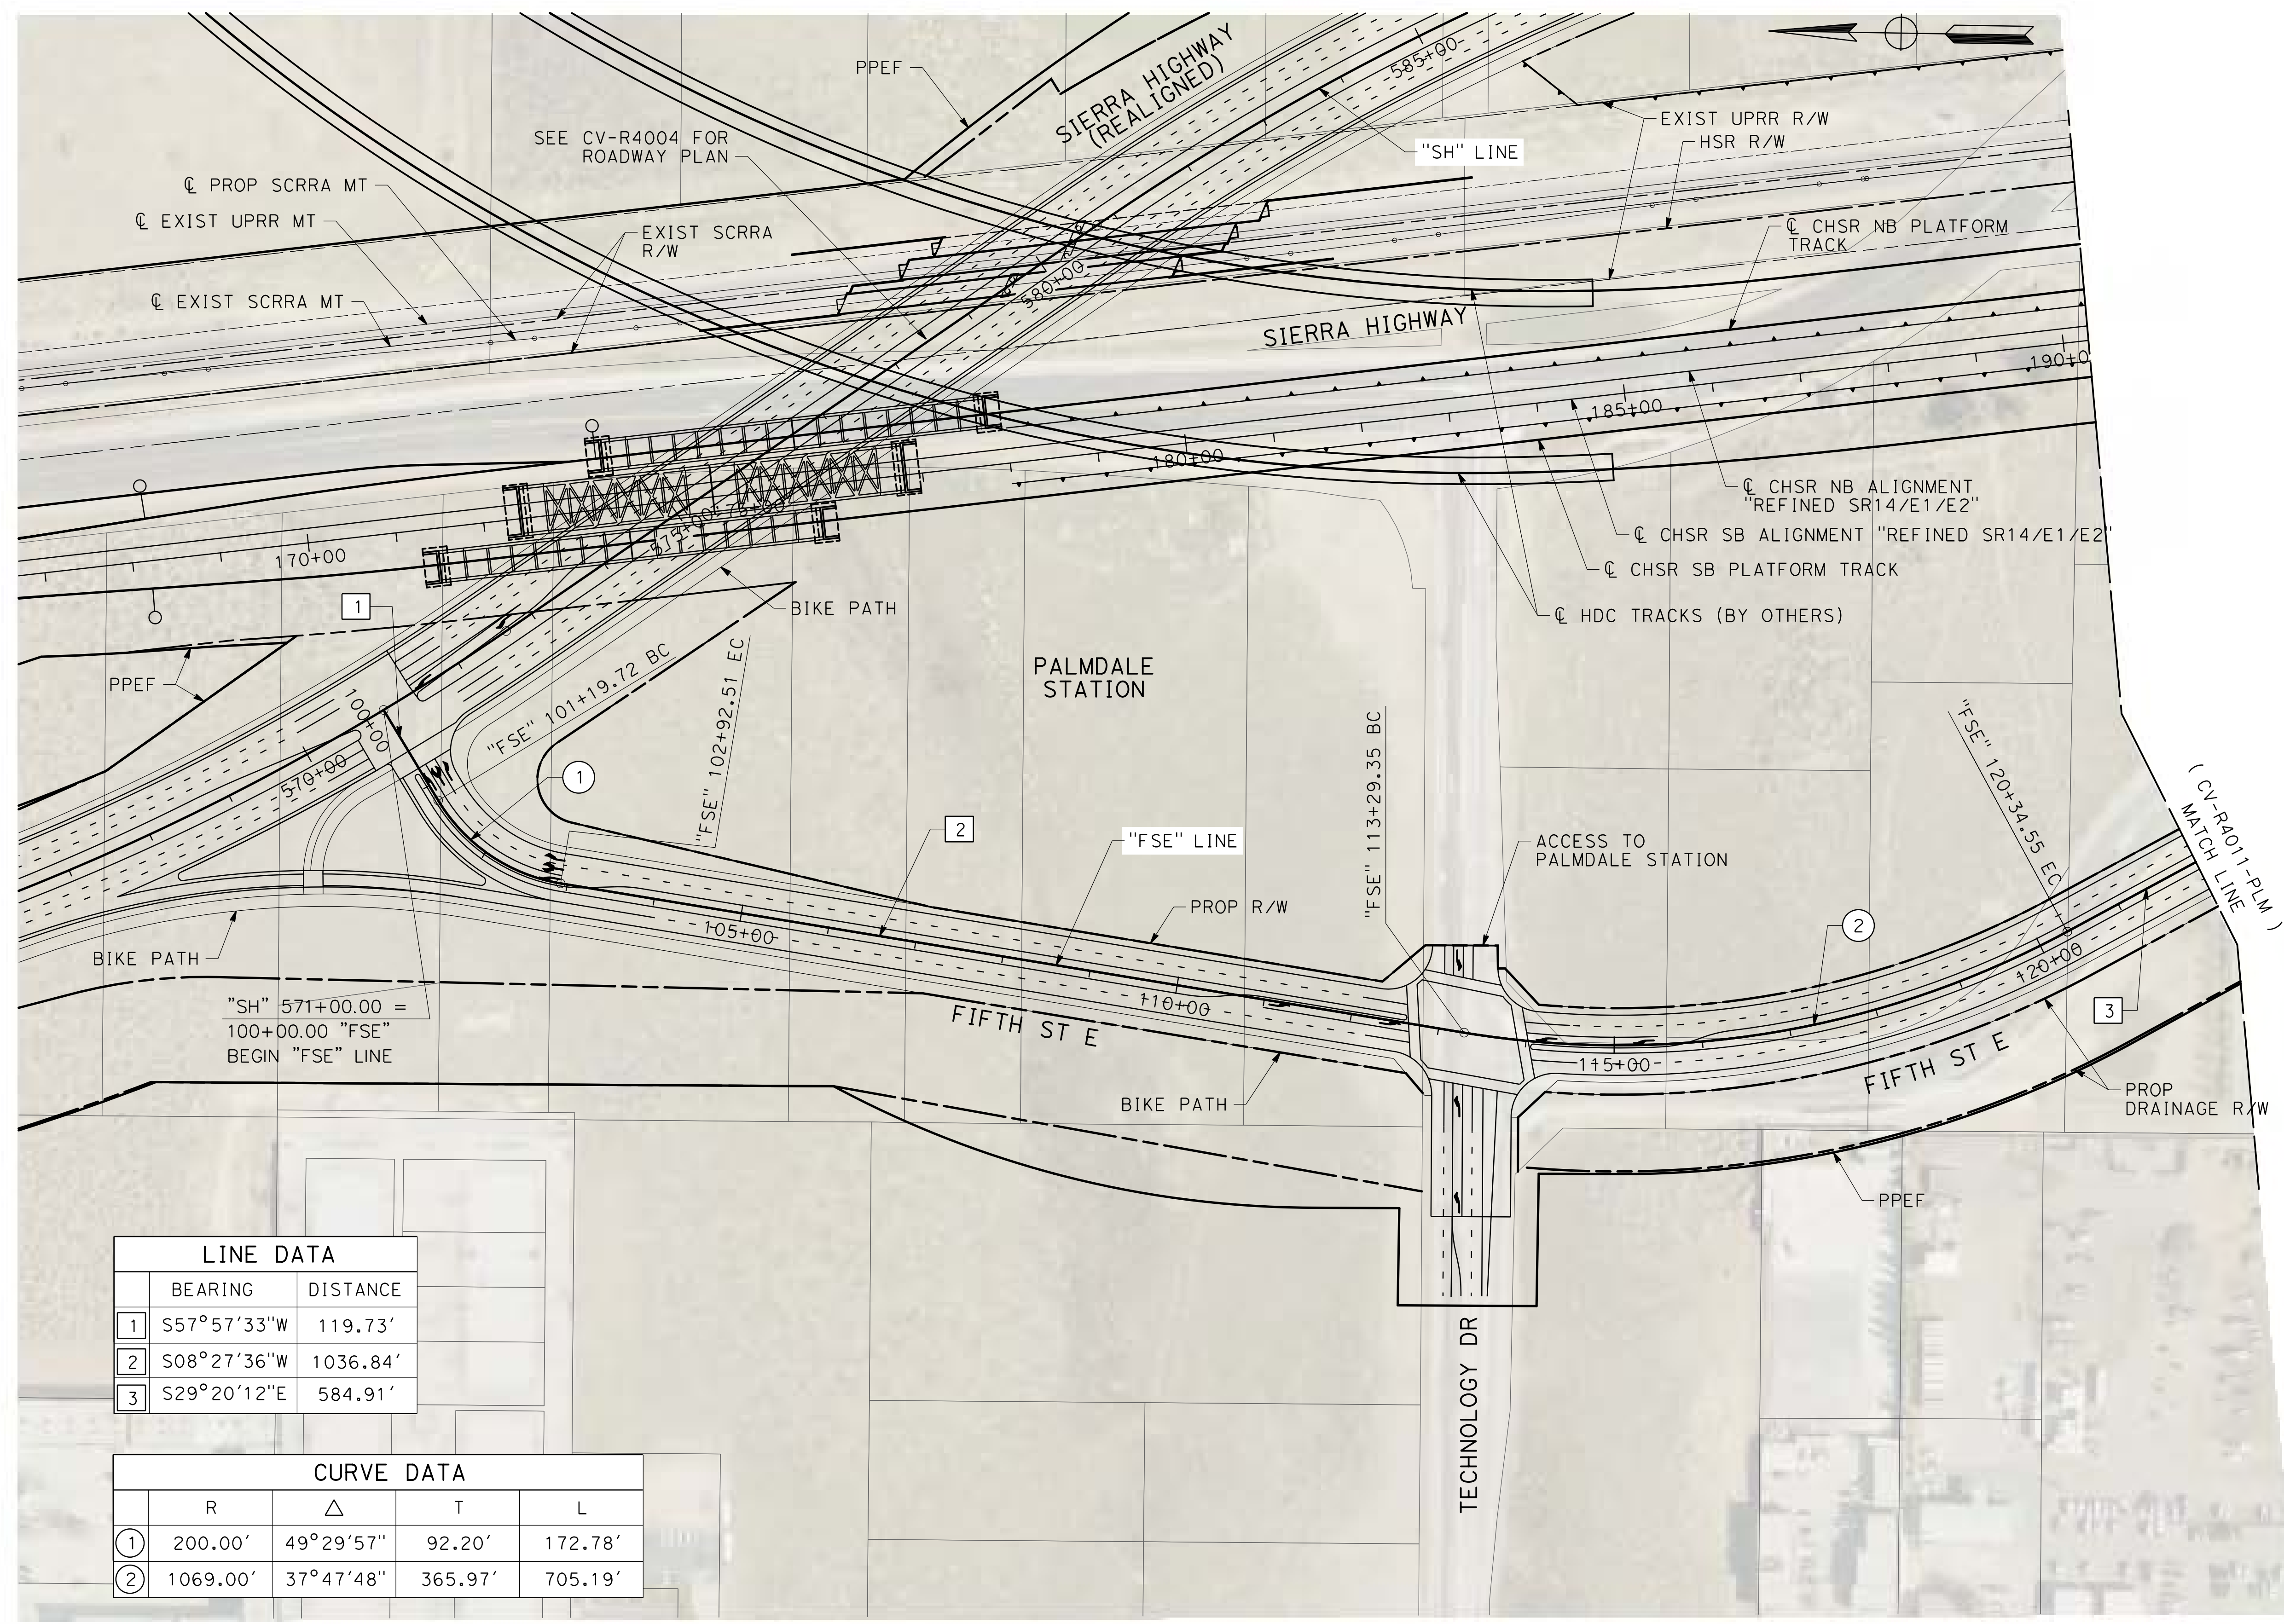 PPEF
SIERRA HIGHWAY
(REALIGNED)
585+00
SEE CV-R4004 FOR
ROADWAY PLAN
"SH" LINE
EXIST UPRR R/W
HSR R/W
℄ PROP SCRRA MT
℄ EXIST UPRR MT
EXIST SCRRA
R/W
℄ CHSR NB PLATFORM
TRACK
℄ EXIST SCRRA MT
580+00
SIERRA HIGHWAY
190+0
185+00
180+00
℄ CHSR NB ALIGNMENT
"REFINED SR14/E1/E2"
℄ CHSR SB ALIGNMENT "REFINED SR14/E1/E2"
℄ CHSR SB PLATFORM TRACK
℄ HDC TRACKS (BY OTHERS)
170+00
575+00
1
BIKE PATH
PPEF
100+00
570+00
"FSE" 101+19.72 BC
"FSE" 102+92.51 EC
1
PALMDALE
STATION
"FSE" 113+29.35 BC
"FSE" 120+34.55 EC
( CV-R4011-PLM )
MATCH LINE
2
"FSE" LINE
ACCESS TO
PALMDALE STATION
PROP R/W
2
105+00
BIKE PATH
110+00
120+00
115+00
3
"SH" 571+00.00 =
100+00.00 "FSE"
BEGIN "FSE" LINE
FIFTH ST E
FIFTH ST E
BIKE PATH
PROP
DRAINAGE R/W
PPEF
TECHNOLOGY DR
LINE DATA
BEARING DISTANCE
1 S57°57'33"W 119.73'
2 S08°27'36"W 1036.84'
3 S29°20'12"E 584.91'
CURVE DATA
R △ T L
1 200.00' 49°29'57" 92.20' 172.78'
2 1069.00' 37°47'48" 365.97' 705.19'